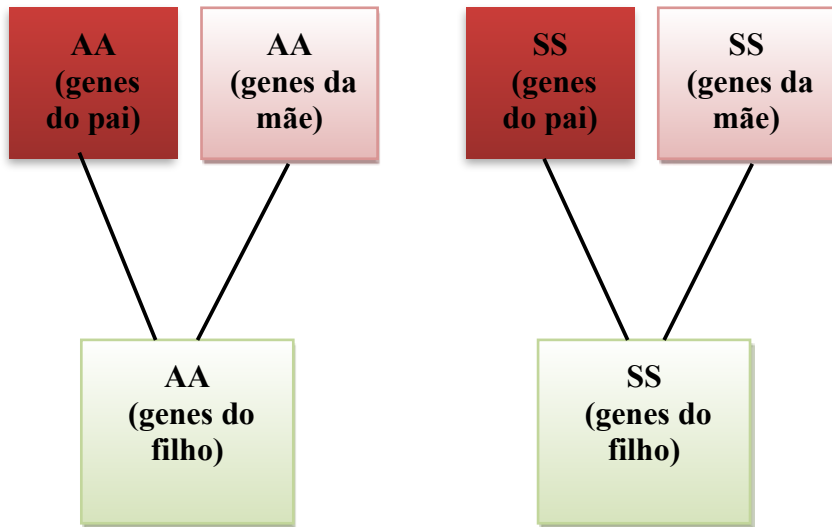 AA
(genes
do pai)
AA
(genes da
mãe)
SS
(genes
do pai)
SS
(genes da
mãe)
AA
(genes do
filho)
SS
(genes do
filho)